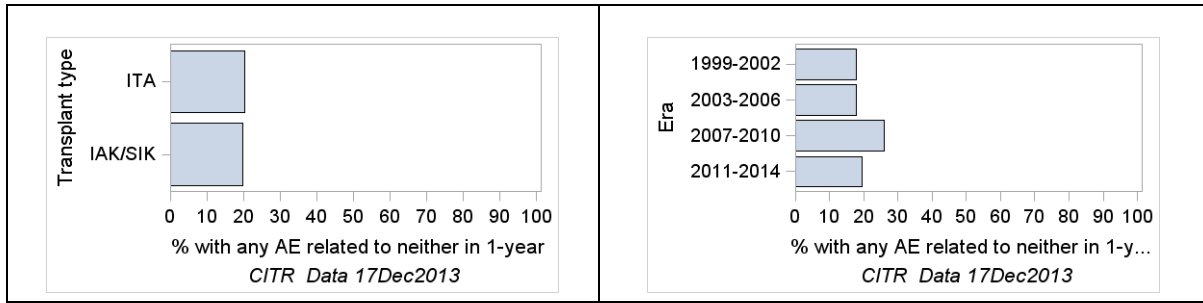 Transplant type
ITA
IAK/SIK
0 10 20 30 40 50 60 70 80 90 100
% with any AE related to neither in 1-year
CITR Data 17Dec2013
Era
1999-2002
2003-2006
2007-2010
2011-2014
0 10 20 30 40 50 60 70 80 90 100
% with any AE related to neither in 1-y...
CITR Data 17Dec2013